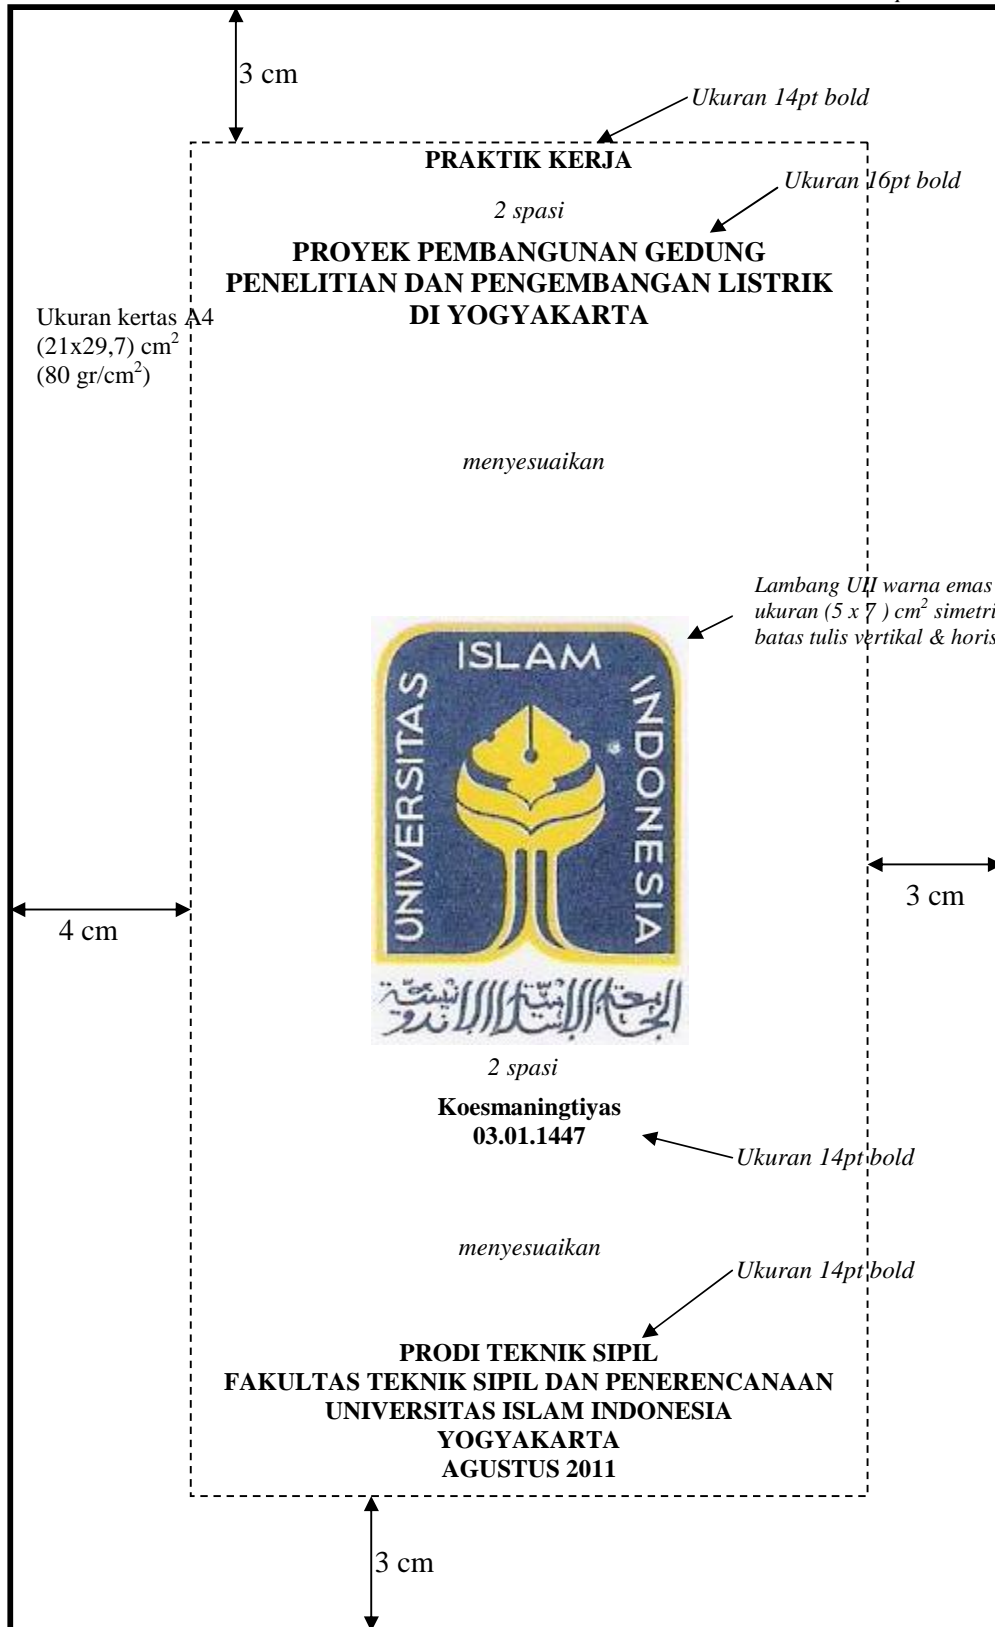 3 cm
Ukuran 14pt bold
PRAKTIK KERJA
Ukuran 16pt bold
2 spasi
PROYEK PEMBANGUNAN GEDUNG
PENELITIAN DAN PENGEMBANGAN LISTRIK
DI YOGYAKARTA
Ukuran kertas A4
(21x29,7) cm²
(80 gr/cm²)
menyesuaikan
Lambang UII warna emas
ukuran (5 x 7 ) cm² simetri
batas tulis vertikal & horis
UNIVERSITAS ISLAM INDONESIA
الجامعة الإسلامية الإندونيسية
4 cm
3 cm
2 spasi
Koesmaningtiyas
03.01.1447
Ukuran 14pt bold
menyesuaikan
Ukuran 14pt bold
PRODI TEKNIK SIPIL
FAKULTAS TEKNIK SIPIL DAN PENERENCANAAN
UNIVERSITAS ISLAM INDONESIA
YOGYAKARTA
AGUSTUS 2011
3 cm